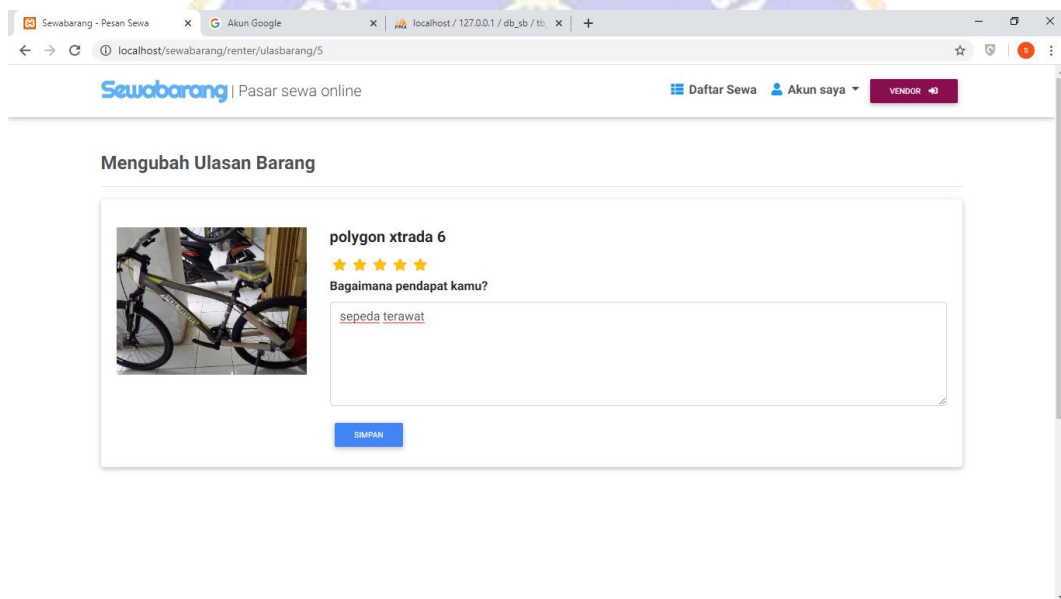 Sewabarang - Pesan Sewa
Akun Google
localhost / 127.0.0.1 / db_sb / tb_
localhost/sewabarang/renter/ulasbarang/5
S
Sewabarang | Pasar sewa online
Daftar Sewa
Akun saya
VENDOR
Mengubah Ulasan Barang
polygon xtrada 6
Bagaimana pendapat kamu?
sepeda terawat
SIMPAN